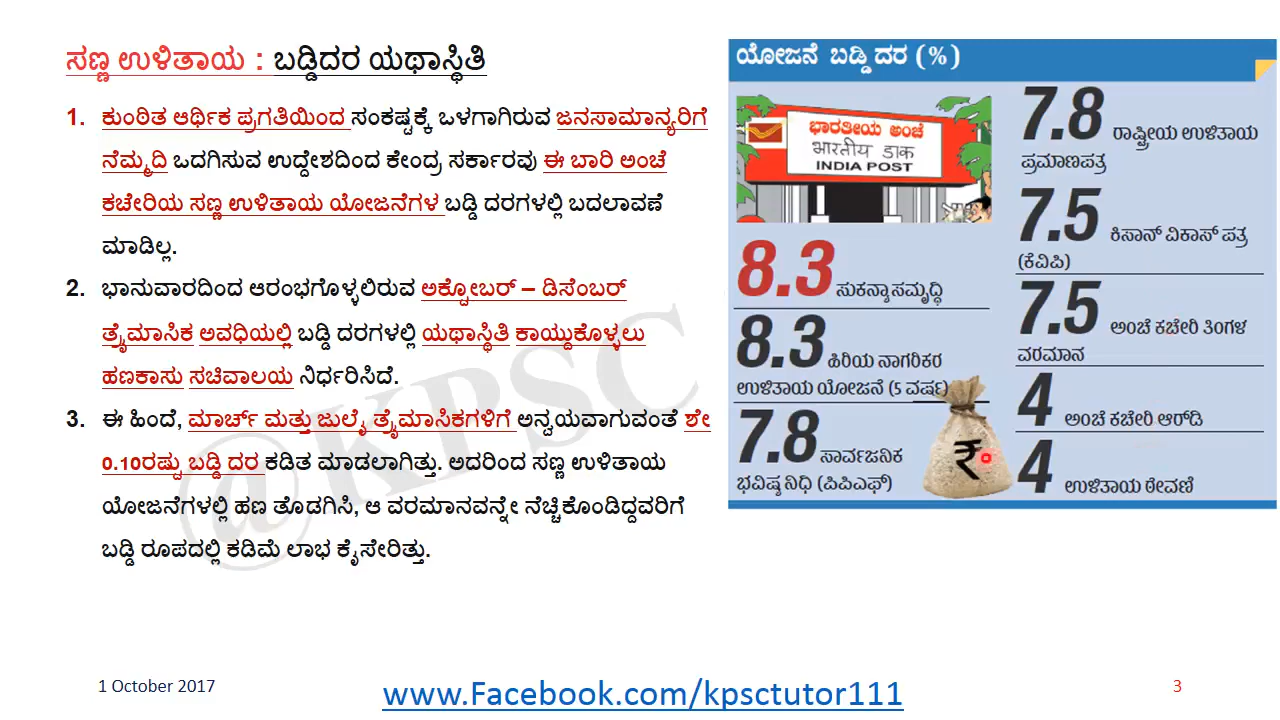 ಸಣ್ಣ ಉಳಿತಾಯ : ಬಡ್ಡಿದರ ಯಥಾಸ್ಥಿತಿ
1. ಕುಂಠಿತ ಆರ್ಥಿಕ ಪ್ರಗತಿಯಿಂದ ಸಂಕಷ್ಟಕ್ಕೆ ಒಳಗಾಗಿರುವ ಜನಸಾಮಾನ್ಯರಿಗೆ
ನೆಮ್ಮದಿ ಒದಗಿಸುವ ಉದ್ದೇಶದಿಂದ ಕೇಂದ್ರ ಸರ್ಕಾರವು ಈ ಬಾರಿ ಅಂಚೆ
ಕಚೇರಿಯ ಸಣ್ಣ ಉಳಿತಾಯ ಯೋಜನೆಗಳ ಬಡ್ಡಿ ದರಗಳಲ್ಲಿ ಬದಲಾವಣೆ
ಮಾಡಿಲ್ಲ.
2. ಭಾನುವಾರದಿಂದ ಆರಂಭಗೊಳ್ಳಲಿರುವ ಅಕ್ಟೋಬರ್ – ಡಿಸೆಂಬರ್
ತ್ರೈಮಾಸಿಕ ಅವಧಿಯಲ್ಲಿ ಬಡ್ಡಿ ದರಗಳಲ್ಲಿ ಯಥಾಸ್ಥಿತಿ ಕಾಯ್ದುಕೊಳ್ಳಲು
ಹಣಕಾಸು ಸಚಿವಾಲಯ ನಿರ್ಧರಿಸಿದೆ.
3. ಈ ಹಿಂದೆ, ಮಾರ್ಚ್ ಮತ್ತು ಜುಲೈ ತ್ರೈಮಾಸಿಕಗಳಿಗೆ ಅನ್ವಯವಾಗುವಂತೆ ಶೇ
0.10ರಷ್ಟು ಬಡ್ಡಿ ದರ ಕಡಿತ ಮಾಡಲಾಗಿತ್ತು. ಅದರಿಂದ ಸಣ್ಣ ಉಳಿತಾಯ
ಯೋಜನೆಗಳಲ್ಲಿ ಹಣ ತೊಡಗಿಸಿ, ಆ ವರಮಾನವನ್ನೇ ನೆಚ್ಚಿಕೊಂಡಿದ್ದವರಿಗೆ
ಬಡ್ಡಿ ರೂಪದಲ್ಲಿ ಕಡಿಮೆ ಲಾಭ ಕೈಸೇರಿತ್ತು.
@KPSC
ಯೋಜನೆ ಬಡ್ಡಿದರ (%)
ಭಾರತೀಯ ಅಂಚೆ
भारतीय डाक
INDIA POST
8.3 ಸುಕನ್ಯಾ ಸಮೃದ್ಧಿ
8.3 ಹಿರಿಯ ನಾಗರಿಕರ
ಉಳಿತಾಯ ಯೋಜನೆ (5 ವರ್ಷ)
7.8 ಸಾರ್ವಜನಿಕ
ಭವಿಷ್ಯ ನಿಧಿ (ಪಿಪಿಎಫ್)
₹
7.8 ರಾಷ್ಟ್ರೀಯ ಉಳಿತಾಯ
ಪ್ರಮಾಣಪತ್ರ
7.5 ಕಿಸಾನ್ ವಿಕಾಸ್ ಪತ್ರ
(ಕೆವಿಪಿ)
7.5 ಅಂಚೆ ಕಚೇರಿ ತಿಂಗಳ
ವರಮಾನ
4 ಅಂಚೆ ಕಚೇರಿ ಆರ್‌ಡಿ
4 ಉಳಿತಾಯ ಠೇವಣಿ
1 October 2017
www.Facebook.com/kpsctutor111
3